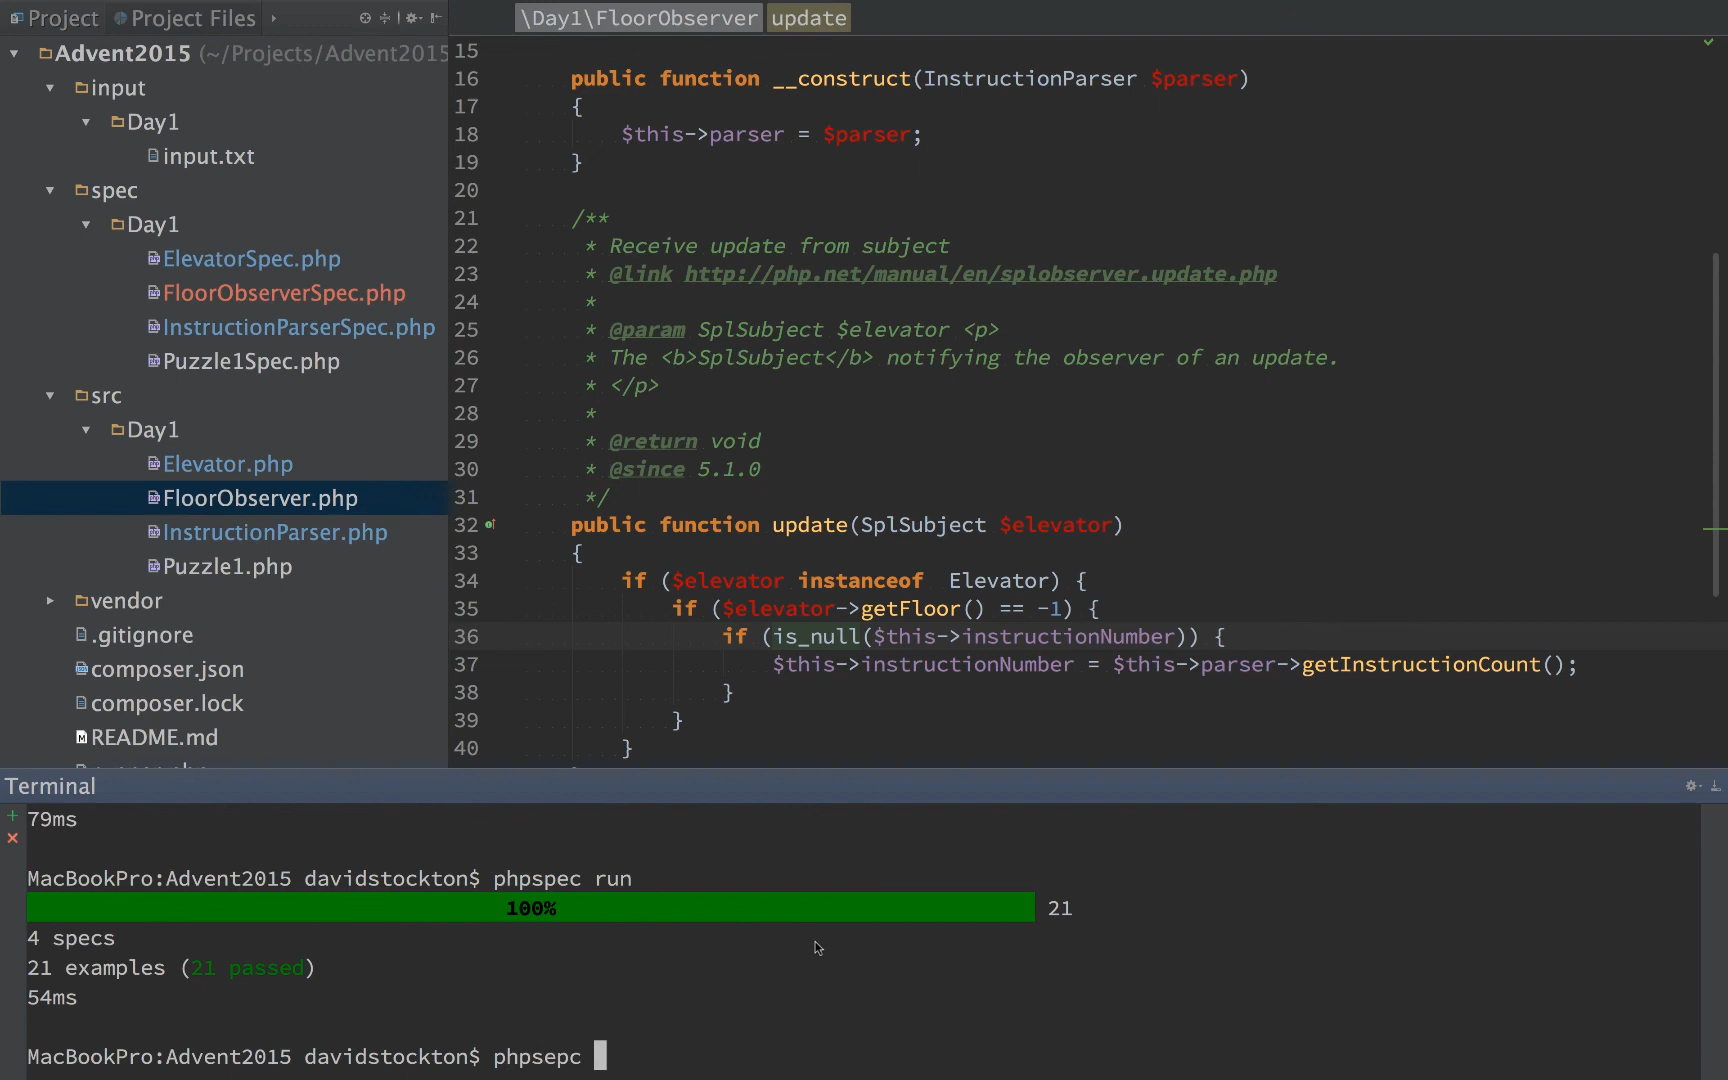 Project Project Files
\Day1\FloorObserver update
Advent2015 (~/Projects/Advent2015
input
Day1
input.txt
spec
Day1
ElevatorSpec.php
FloorObserverSpec.php
InstructionParserSpec.php
Puzzle1Spec.php
src
Day1
Elevator.php
FloorObserver.php
InstructionParser.php
Puzzle1.php
vendor
.gitignore
composer.json
composer.lock
README.md
15
16 public function __construct(InstructionParser $parser)
17 {
18 $this->parser = $parser;
19 }
20
21 /**
22 * Receive update from subject
23 * @link http://php.net/manual/en/splobserver.update.php
24 *
25 * @param SplSubject $elevator <p>
26 * The <b>SplSubject</b> notifying the observer of an update.
27 * </p>
28 *
29 * @return void
30 * @since 5.1.0
31 */
32 public function update(SplSubject $elevator)
33 {
34 if ($elevator instanceof  Elevator) {
35 if ($elevator->getFloor() == -1) {
36 if (is_null($this->instructionNumber)) {
37 $this->instructionNumber = $this->parser->getInstructionCount();
38 }
39 }
40 }
Terminal
79ms
MacBookPro:Advent2015 davidstockton$ phpspec run
100% 21
4 specs
21 examples (21 passed)
54ms
MacBookPro:Advent2015 davidstockton$ phpsepc